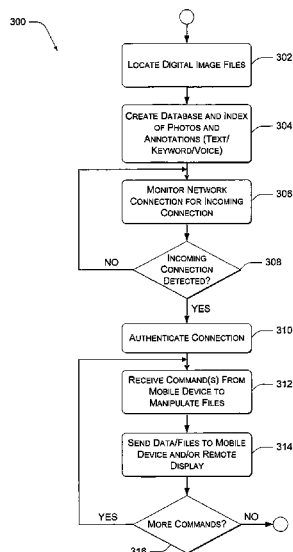 300
LOCATE DIGITAL IMAGE FILES
302
CREATE DATABASE AND INDEX
OF PHOTOS AND
ANNOTATIONS (TEXT/
KEYWORD/VOICE)
304
MONITOR NETWORK
CONNECTION FOR INCOMING
CONNECTION
306
NO
INCOMING
CONNECTION
DETECTED?
308
YES
AUTHENTICATE CONNECTION
310
RECEIVE COMMAND(S) FROM
MOBILE DEVICE TO
MANIPULATE FILES
312
SEND DATA/FILES TO MOBILE
DEVICE AND/OR REMOTE
DISPLAY
314
YES
MORE COMMANDS?
NO
316